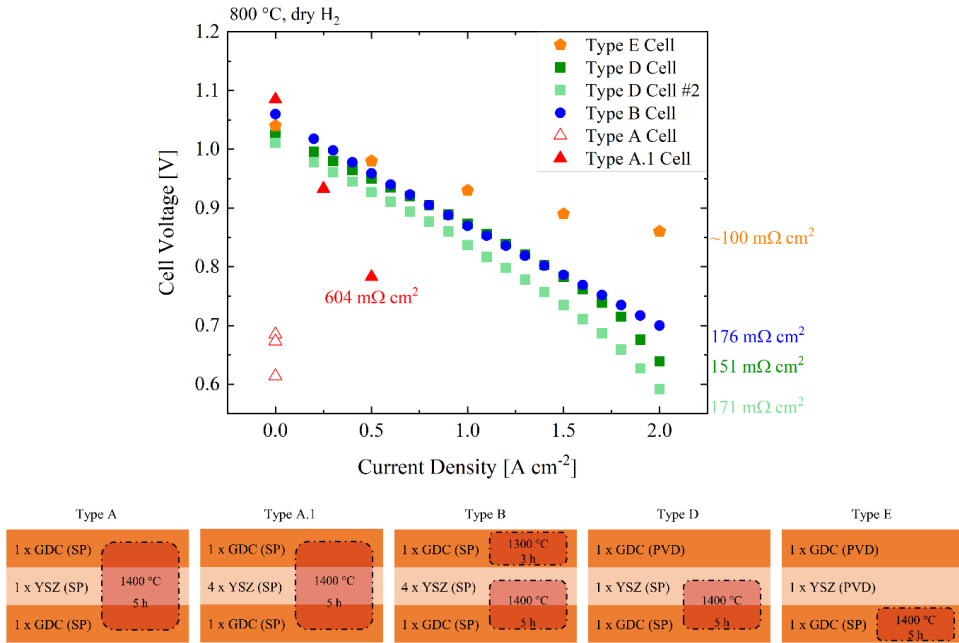 800 °C, dry H2
1.2
1.1
1.0
0.9
0.8
0.7
0.6
Cell Voltage [V]
Type E Cell
Type D Cell
Type D Cell #2
Type B Cell
Type A Cell
Type A.1 Cell
604 mΩ cm²
~100 mΩ cm²
176 mΩ cm²
151 mΩ cm²
171 mΩ cm²
0.0 0.5 1.0 1.5 2.0
Current Density [A cm⁻²]
Type A
1 x GDC (SP)
1 x YSZ (SP)
1 x GDC (SP)
1400 °C
5 h
Type A.1
1 x GDC (SP)
4 x YSZ (SP)
1 x GDC (SP)
1400 °C
5 h
Type B
1 x GDC (SP)
4 x YSZ (SP)
1 x GDC (SP)
1300 °C
3 h
1400 °C
5 h
Type D
1 x GDC (PVD)
1 x YSZ (SP)
1 x GDC (SP)
1400 °C
5 h
Type E
1 x GDC (PVD)
1 x YSZ (PVD)
1 x GDC (SP)
1400 °C
5 h